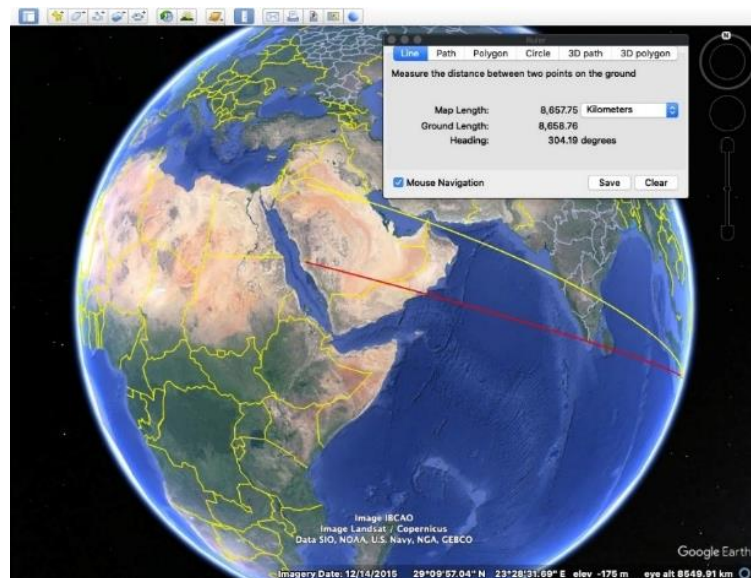 Ruler
Line Path Polygon Circle 3D path 3D polygon
Measure the distance between two points on the ground
Map Length: 8,657.75 Kilometers
Ground Length: 8,658.76
Heading: 304.19 degrees
Mouse Navigation Save Clear
N
Image IBCAO
Image Landsat / Copernicus
Data SIO, NOAA, U.S. Navy, NGA, GEBCO
Google Earth
Imagery Date: 12/14/2015 29°09'57.04" N 23°28'31.69" E elev -175 m eye alt 8549.91 km